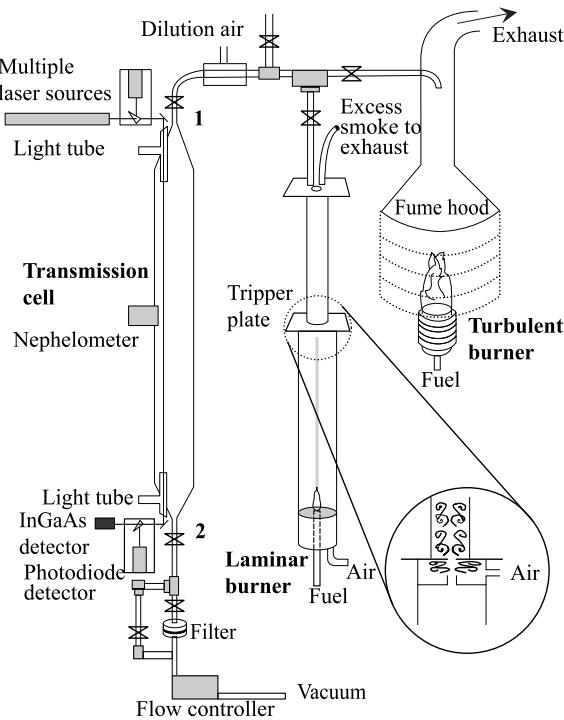 Dilution air
Exhaust
Multiple
laser sources
1
Excess
smoke to
exhaust
Light tube
Fume hood
Transmission
cell
Tripper
plate
Nephelometer
Turbulent
burner
Fuel
Light tube
InGaAs
detector
2
Photodiode
detector
Laminar
burner
Air
Fuel
Air
Filter
Flow controller
Vacuum